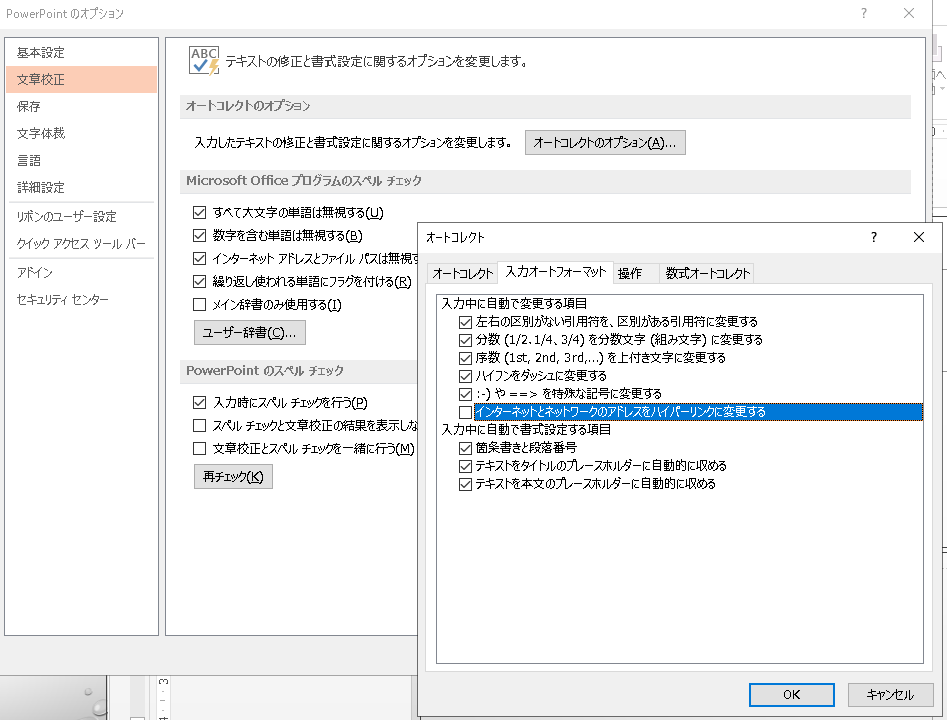 PowerPoint のオプション
?
基本設定
文章校正
保存
文字体裁
言語
詳細設定
リボンのユーザー設定
クイック アクセス ツール バー
アドイン
セキュリティ センター
ABC
テキストの修正と書式設定に関するオプションを変更します。
オートコレクトのオプション
入力したテキストの修正と書式設定に関するオプションを変更します。
オートコレクトのオプション(A)...
Microsoft Office プログラムのスペル チェック
すべて大文字の単語は無視する(U)
数字を含む単語は無視する(B)
インターネット アドレスとファイル パスは無視す
繰り返し使われる単語にフラグを付ける(R)
メイン辞書のみ使用する(I)
ユーザー辞書(C)...
PowerPoint のスペル チェック
入力時にスペル チェックを行う(P)
スペル チェックと文章校正の結果を表示しな
文章校正とスペル チェックを一緒に行う(M)
再チェック(K)
オートコレクト
?
オートコレクト
入力オートフォーマット
操作
数式オートコレクト
入力中に自動で変更する項目
左右の区別がない引用符を、区別がある引用符に変更する
分数 (1/2、1/4、3/4) を分数文字 (組み文字) に変更する
序数 (1st, 2nd, 3rd,...) を上付き文字に変更する
ハイフンをダッシュに変更する
:-) や ==> を特殊な記号に変更する
インターネットとネットワークのアドレスをハイパーリンクに変更する
入力中に自動で書式設定する項目
箇条書きと段落番号
テキストをタイトルのプレースホルダーに自動的に収める
テキストを本文のプレースホルダーに自動的に収める
OK
キャンセル
3